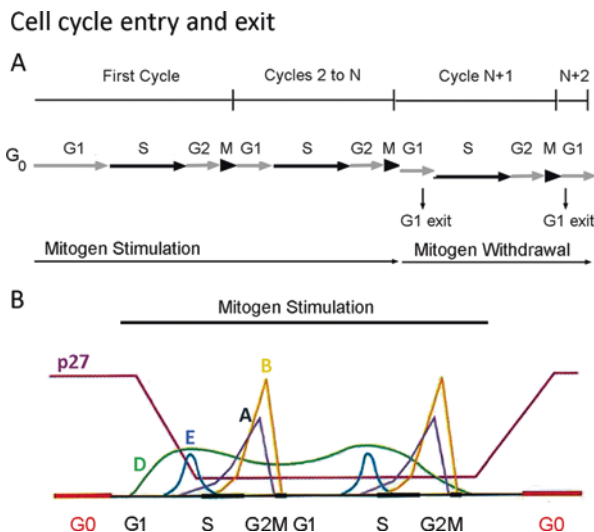 Cell cycle entry and exit
A
First Cycle Cycles 2 to N Cycle N+1 N+2
G0 G1 S G2 M G1 S G2 M G1 S G2 M G1
G1 exit G1 exit
Mitogen Stimulation Mitogen Withdrawal
B
Mitogen Stimulation
p27 B
A
E
D
G0 G1 S G2M G1 S G2M G0